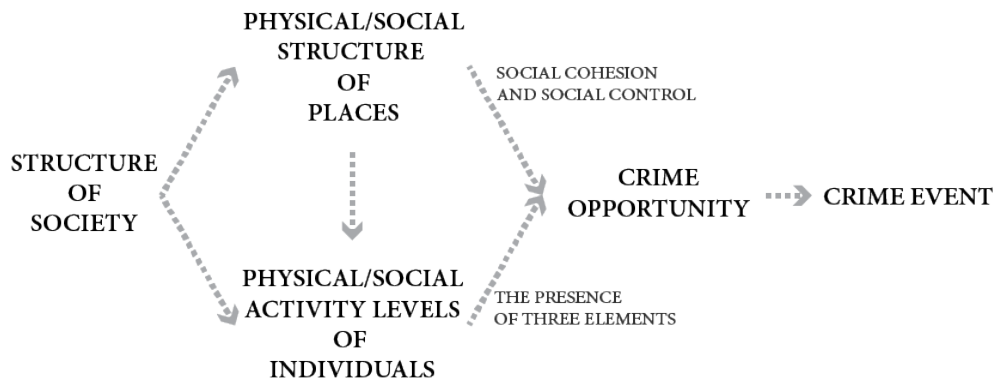 PHYSICAL/SOCIAL
STRUCTURE
OF
PLACES
SOCIAL COHESION
AND SOCIAL CONTROL
STRUCTURE
OF
SOCIETY
CRIME
OPPORTUNITY
CRIME EVENT
PHYSICAL/SOCIAL
ACTIVITY LEVELS
OF
INDIVIDUALS
THE PRESENCE
OF THREE ELEMENTS